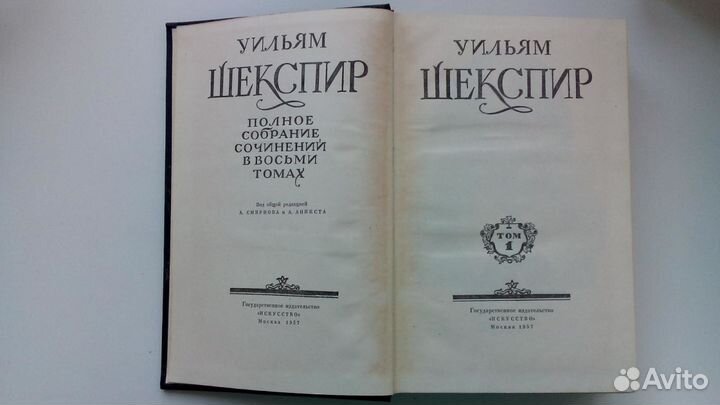 УИЛЬЯМ
ШЕКСПИР
ПОЛНОЕ
СОБРАНИЕ
СОЧИНЕНИЙ
В ВОСЬМИ
ТОМАХ
Под общей редакцией
А. СМИРНОВА и А. АНИКСТА
Государственное издательство
«ИСКУССТВО»
Москва 1957
УИЛЬЯМ
ШЕКСПИР
ТОМ
1
Государственное издательство
«ИСКУССТВО»
Москва 1957
Avito